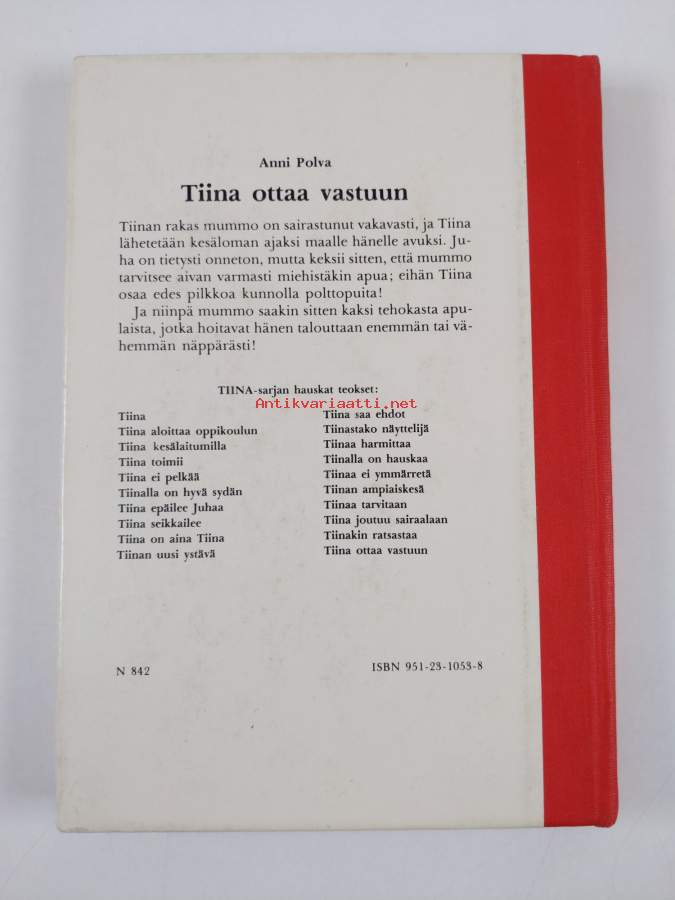 Anni Polva
Tiina ottaa vastuun
Tiinan rakas mummo on sairastunut vakavasti, ja Tiina
lähetetään kesäloman ajaksi maalle hänelle avuksi. Ju-
ha on tietysti onneton, mutta keksii sitten, että mummo
tarvitsee aivan varmasti miehistäkin apua; eihän Tiina
osaa edes pilkkoa kunnolla polttopuita!
Ja niinpä mummo saakin sitten kaksi tehokasta apu-
laista, jotka hoitavat hänen talouttaan enemmän tai vä-
hemmän näppärästi!
TIINA-sarjan hauskat teokset:
Antikvariaatti.net
Tiina
Tiina aloittaa oppikoulun
Tiina kesälaitumilla
Tiina toimii
Tiina ei pelkää
Tiinalla on hyvä sydän
Tiina epäilee Juhaa
Tiina seikkailee
Tiina on aina Tiina
Tiinan uusi ystävä
Tiina saa ehdot
Tiinastako näyttelijä
Tiinaa harmittaa
Tiinalla on hauskaa
Tiinaa ei ymmärretä
Tiinan ampiaiskesä
Tiinaa tarvitaan
Tiina joutuu sairaalaan
Tiinakin ratsastaa
Tiina ottaa vastuun
N 842
ISBN 951-23-1053-8